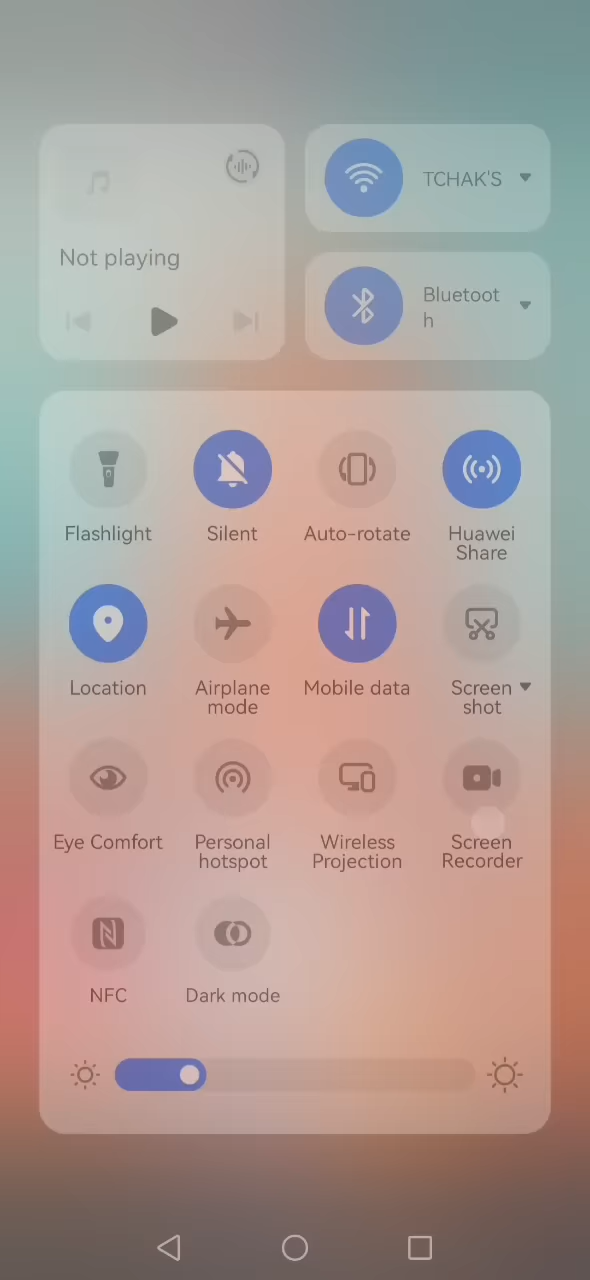 Not playing
TCHAK'S
Bluetoot
h
Flashlight
Silent
Auto-rotate
Huawei
Share
Location
Airplane
mode
Mobile data
Screen
shot
Eye Comfort
Personal
hotspot
Wireless
Projection
Screen
Recorder
NFC
Dark mode